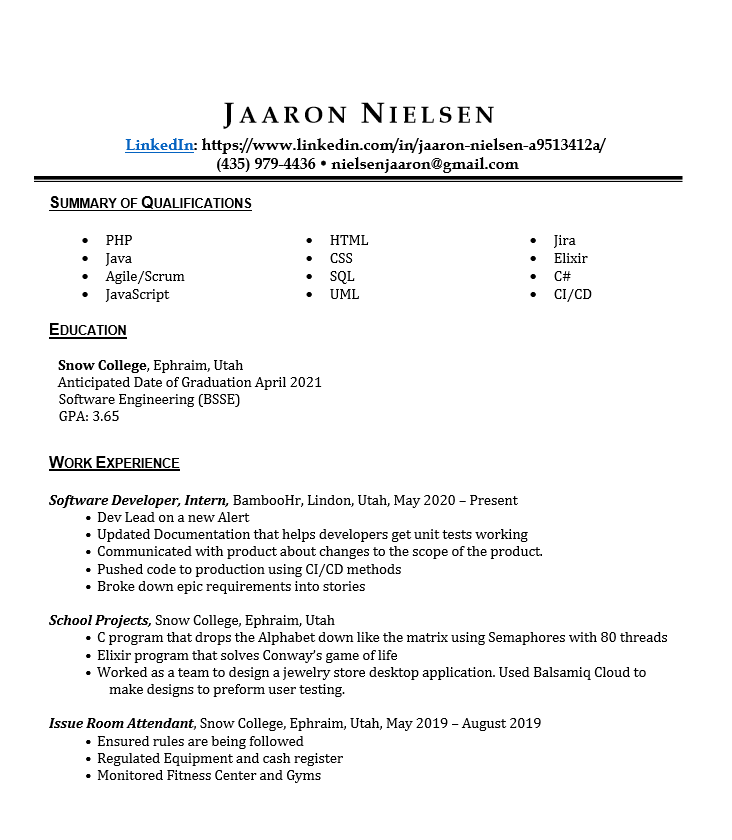 JAARON NIELSEN
LinkedIn: https://www.linkedin.com/in/jaaron-nielsen-a9513412a/
(435) 979-4436 • nielsenjaaron@gmail.com
SUMMARY OF QUALIFICATIONS
• PHP • HTML • Jira
• Java • CSS • Elixir
• Agile/Scrum • SQL • C#
• JavaScript • UML • CI/CD
EDUCATION
Snow College, Ephraim, Utah
Anticipated Date of Graduation April 2021
Software Engineering (BSSE)
GPA: 3.65
WORK EXPERIENCE
Software Developer, Intern, BambooHr, Lindon, Utah, May 2020 – Present
• Dev Lead on a new Alert
• Updated Documentation that helps developers get unit tests working
• Communicated with product about changes to the scope of the product.
• Pushed code to production using CI/CD methods
• Broke down epic requirements into stories
School Projects, Snow College, Ephraim, Utah
• C program that drops the Alphabet down like the matrix using Semaphores with 80 threads
• Elixir program that solves Conway's game of life
• Worked as a team to design a jewelry store desktop application. Used Balsamiq Cloud to
make designs to preform user testing.
Issue Room Attendant, Snow College, Ephraim, Utah, May 2019 – August 2019
• Ensured rules are being followed
• Regulated Equipment and cash register
• Monitored Fitness Center and Gyms